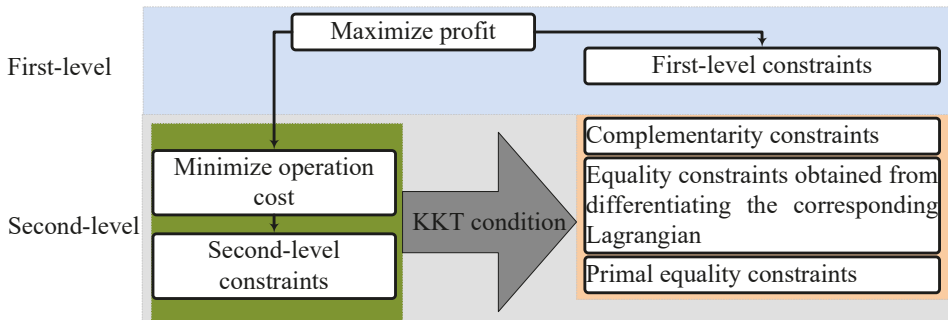 Maximize profit
First-level
First-level constraints
Complementarity constraints
Minimize operation
cost
Equality constraints obtained from
differentiating the corresponding
Lagrangian
KKT condition
Second-level
Second-level
constraints
Primal equality constraints